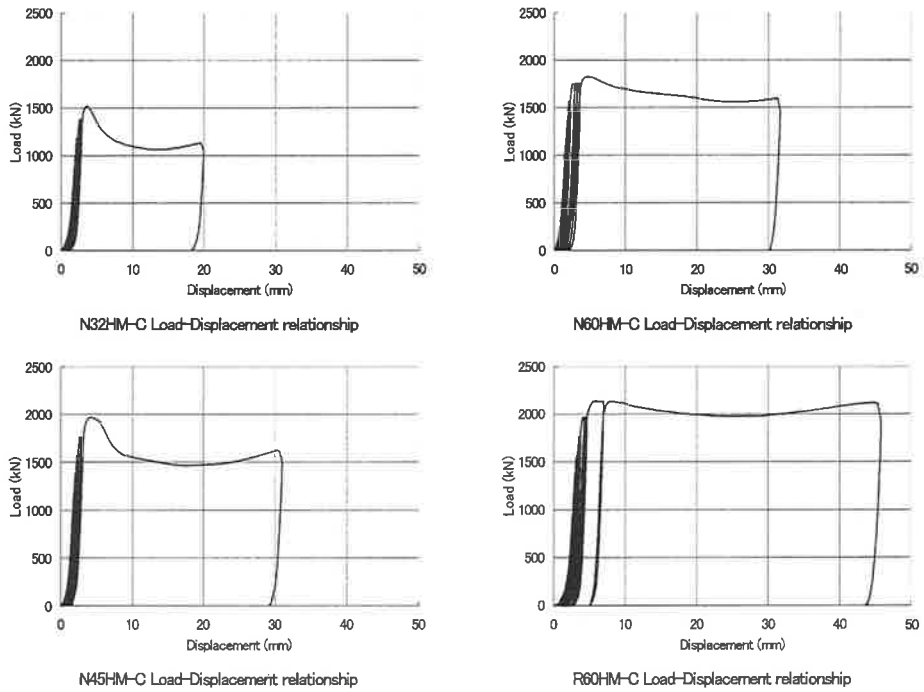 2500
2000
1500
1000
500
0
Load (kN)
0 10 20 30 40 50
Displacement (mm)
N32HM-C Load-Displacement relationship
2500
2000
1500
1000
500
0
Load (kN)
0 10 20 30 40 50
Displacement (mm)
N60HM-C Load-Displacement relationship
2500
2000
1500
1000
500
0
Load (kN)
0 10 20 30 40 50
Displacement (mm)
N45HM-C Load-Displacement relationship
2500
2000
1500
1000
500
0
Load (kN)
0 10 20 30 40 50
Displacement (mm)
R60HM-C Load-Displacement relationship